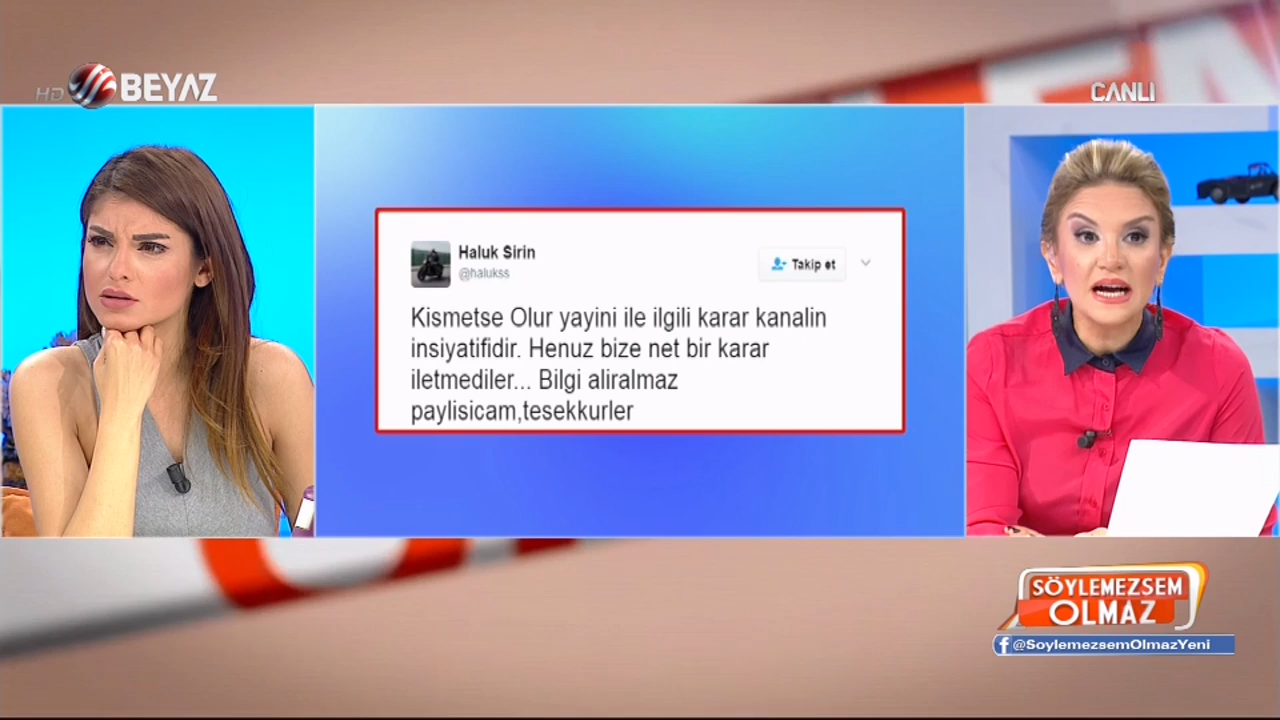 HD BEYAZ
CANLI
Haluk Sirin
@halukss
Takip et
Kismetse Olur yayini ile ilgili karar kanalin
insiyatifidir. Henuz bize net bir karar
iletmediler... Bilgi aliralmaz
paylisicam,tesekkurler
SÖYLEMEZSEM
OLMAZ
f @SoylemezsemOlmazYeni